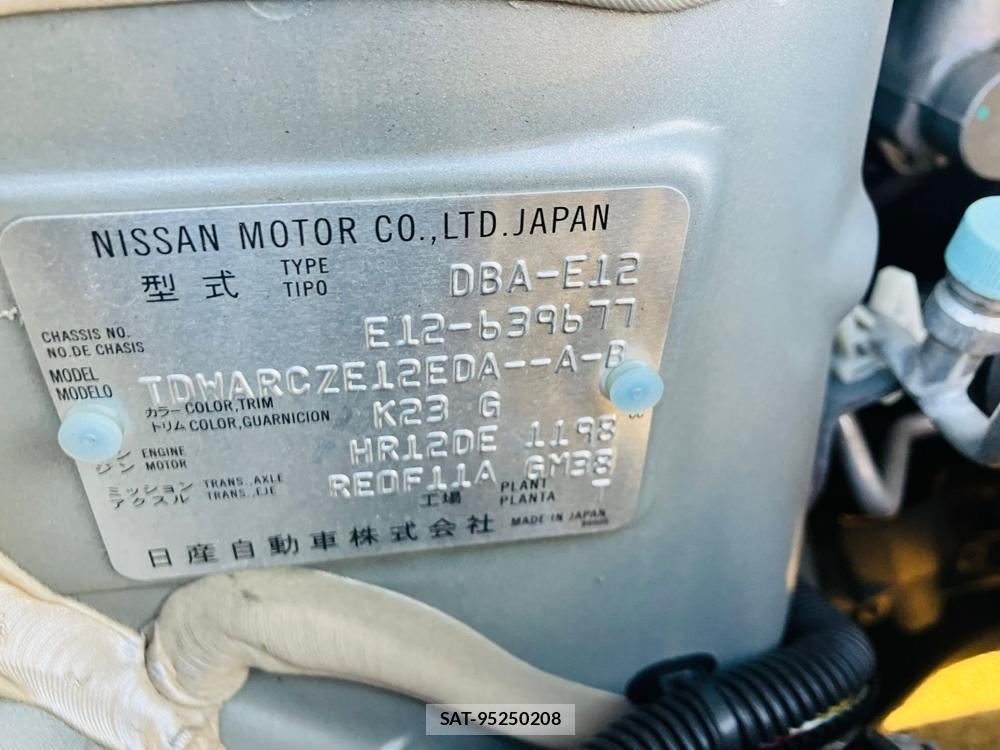 NISSAN MOTOR CO.,LTD.JAPAN
型式 TYPE TIPO DBA-E12
CHASSIS NO. NO.DE CHASIS E12-639677
MODEL MODELO TDWARCZE12EDA--A-B
カラー COLOR,TRIM トリム COLOR,GUARNICION K23 G
ENGINE ジン MOTOR HR12DE 1198
ミッション TRANS.,AXLE アクスル TRANS.,EJE RE0F11A GM38
工場 PLANT PLANTA
日産自動車株式会社 MADE IN JAPAN
SAT-95250208